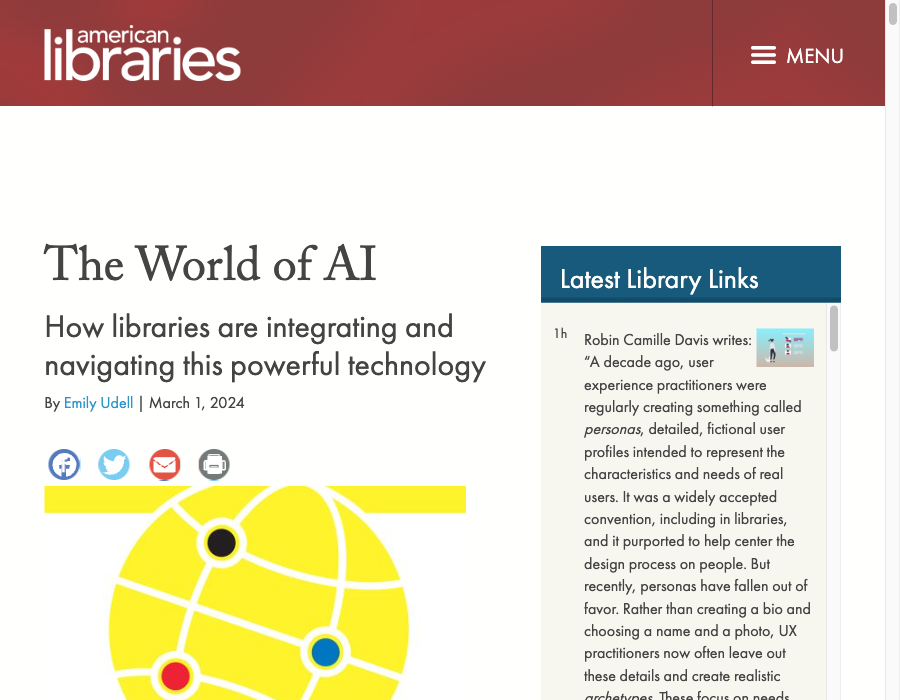 american
libraries
MENU
The World of AI
How libraries are integrating and
navigating this powerful technology
By Emily Udell | March 1, 2024
Latest Library Links
1h
Robin Camille Davis writes:
“A decade ago, user
experience practitioners were
regularly creating something called
personas, detailed, fictional user
profiles intended to represent the
characteristics and needs of real
users. It was a widely accepted
convention, including in libraries,
and it purported to help center the
design process on people. But
recently, personas have fallen out of
favor. Rather than creating a bio and
choosing a name and a photo, UX
practitioners now often leave out
these details and create realistic
archetypes. These focus on needs